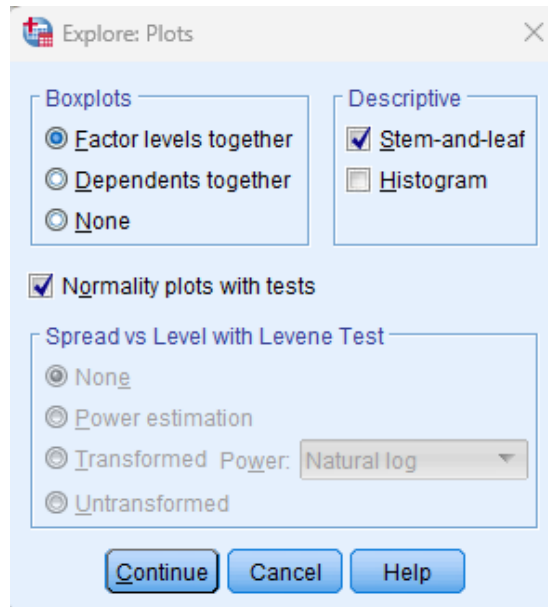 Explore: Plots
Boxplots
Factor levels together
Dependents together
None
Descriptive
Stem-and-leaf
Histogram
Normality plots with tests
Spread vs Level with Levene Test
None
Power estimation
Transformed Power: Natural log
Untransformed
Continue Cancel Help